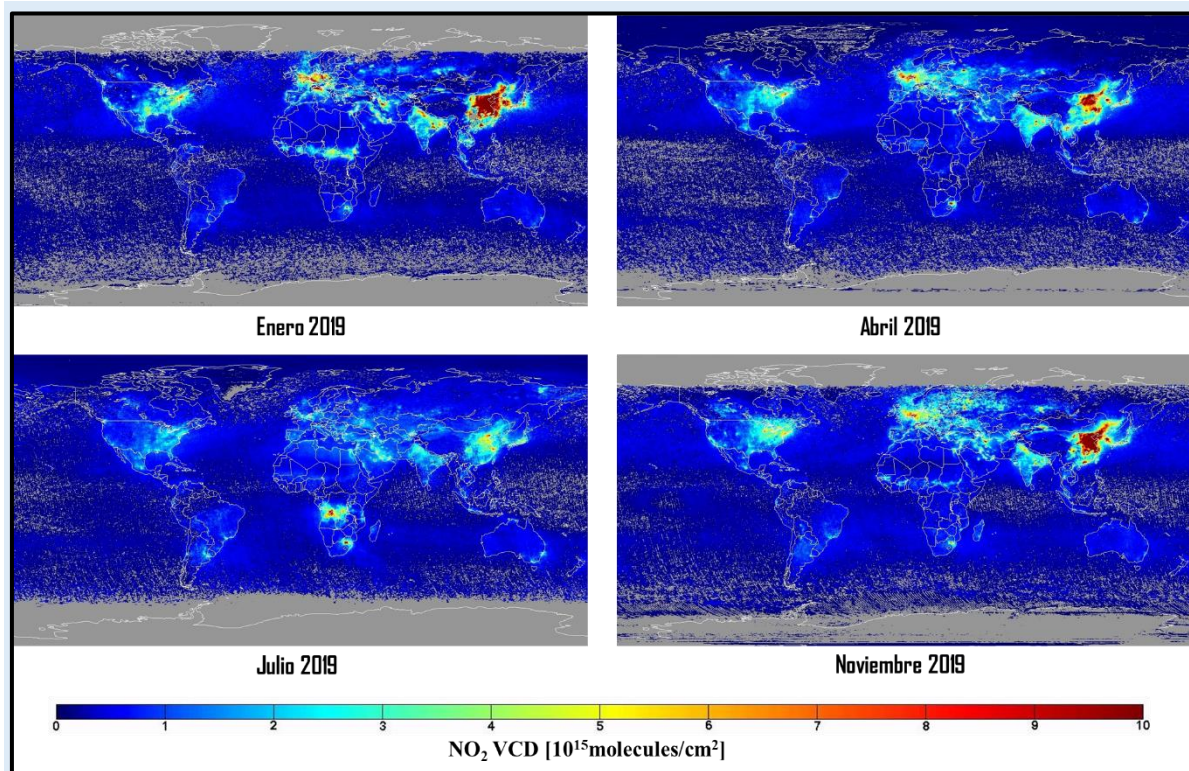 Enero 2019
Abril 2019
Julio 2019
Noviembre 2019
0 1 2 3 4 5 6 7 8 9 10
NO₂ VCD [10¹⁵molecules/cm²]